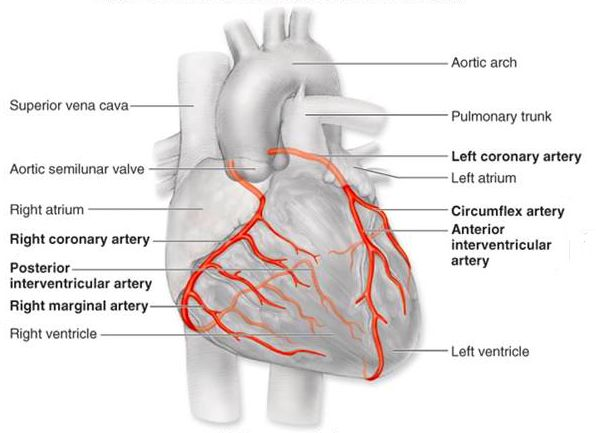 Aortic arch
Superior vena cava
Pulmonary trunk
Left coronary artery
Aortic semilunar valve
Left atrium
Right atrium
Circumflex artery
Right coronary artery
Anterior
interventricular
artery
Posterior
interventricular artery
Right marginal artery
Right ventricle
Left ventricle